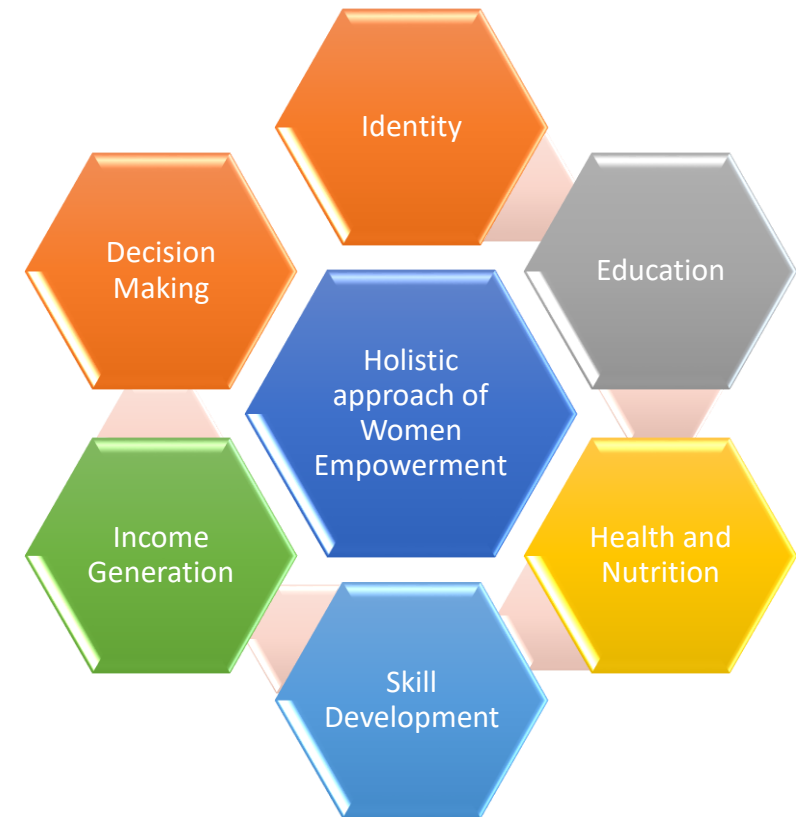 Identity
Education
Health and
Nutrition
Skill
Development
Income
Generation
Decision
Making
Holistic
approach of
Women
Empowerment